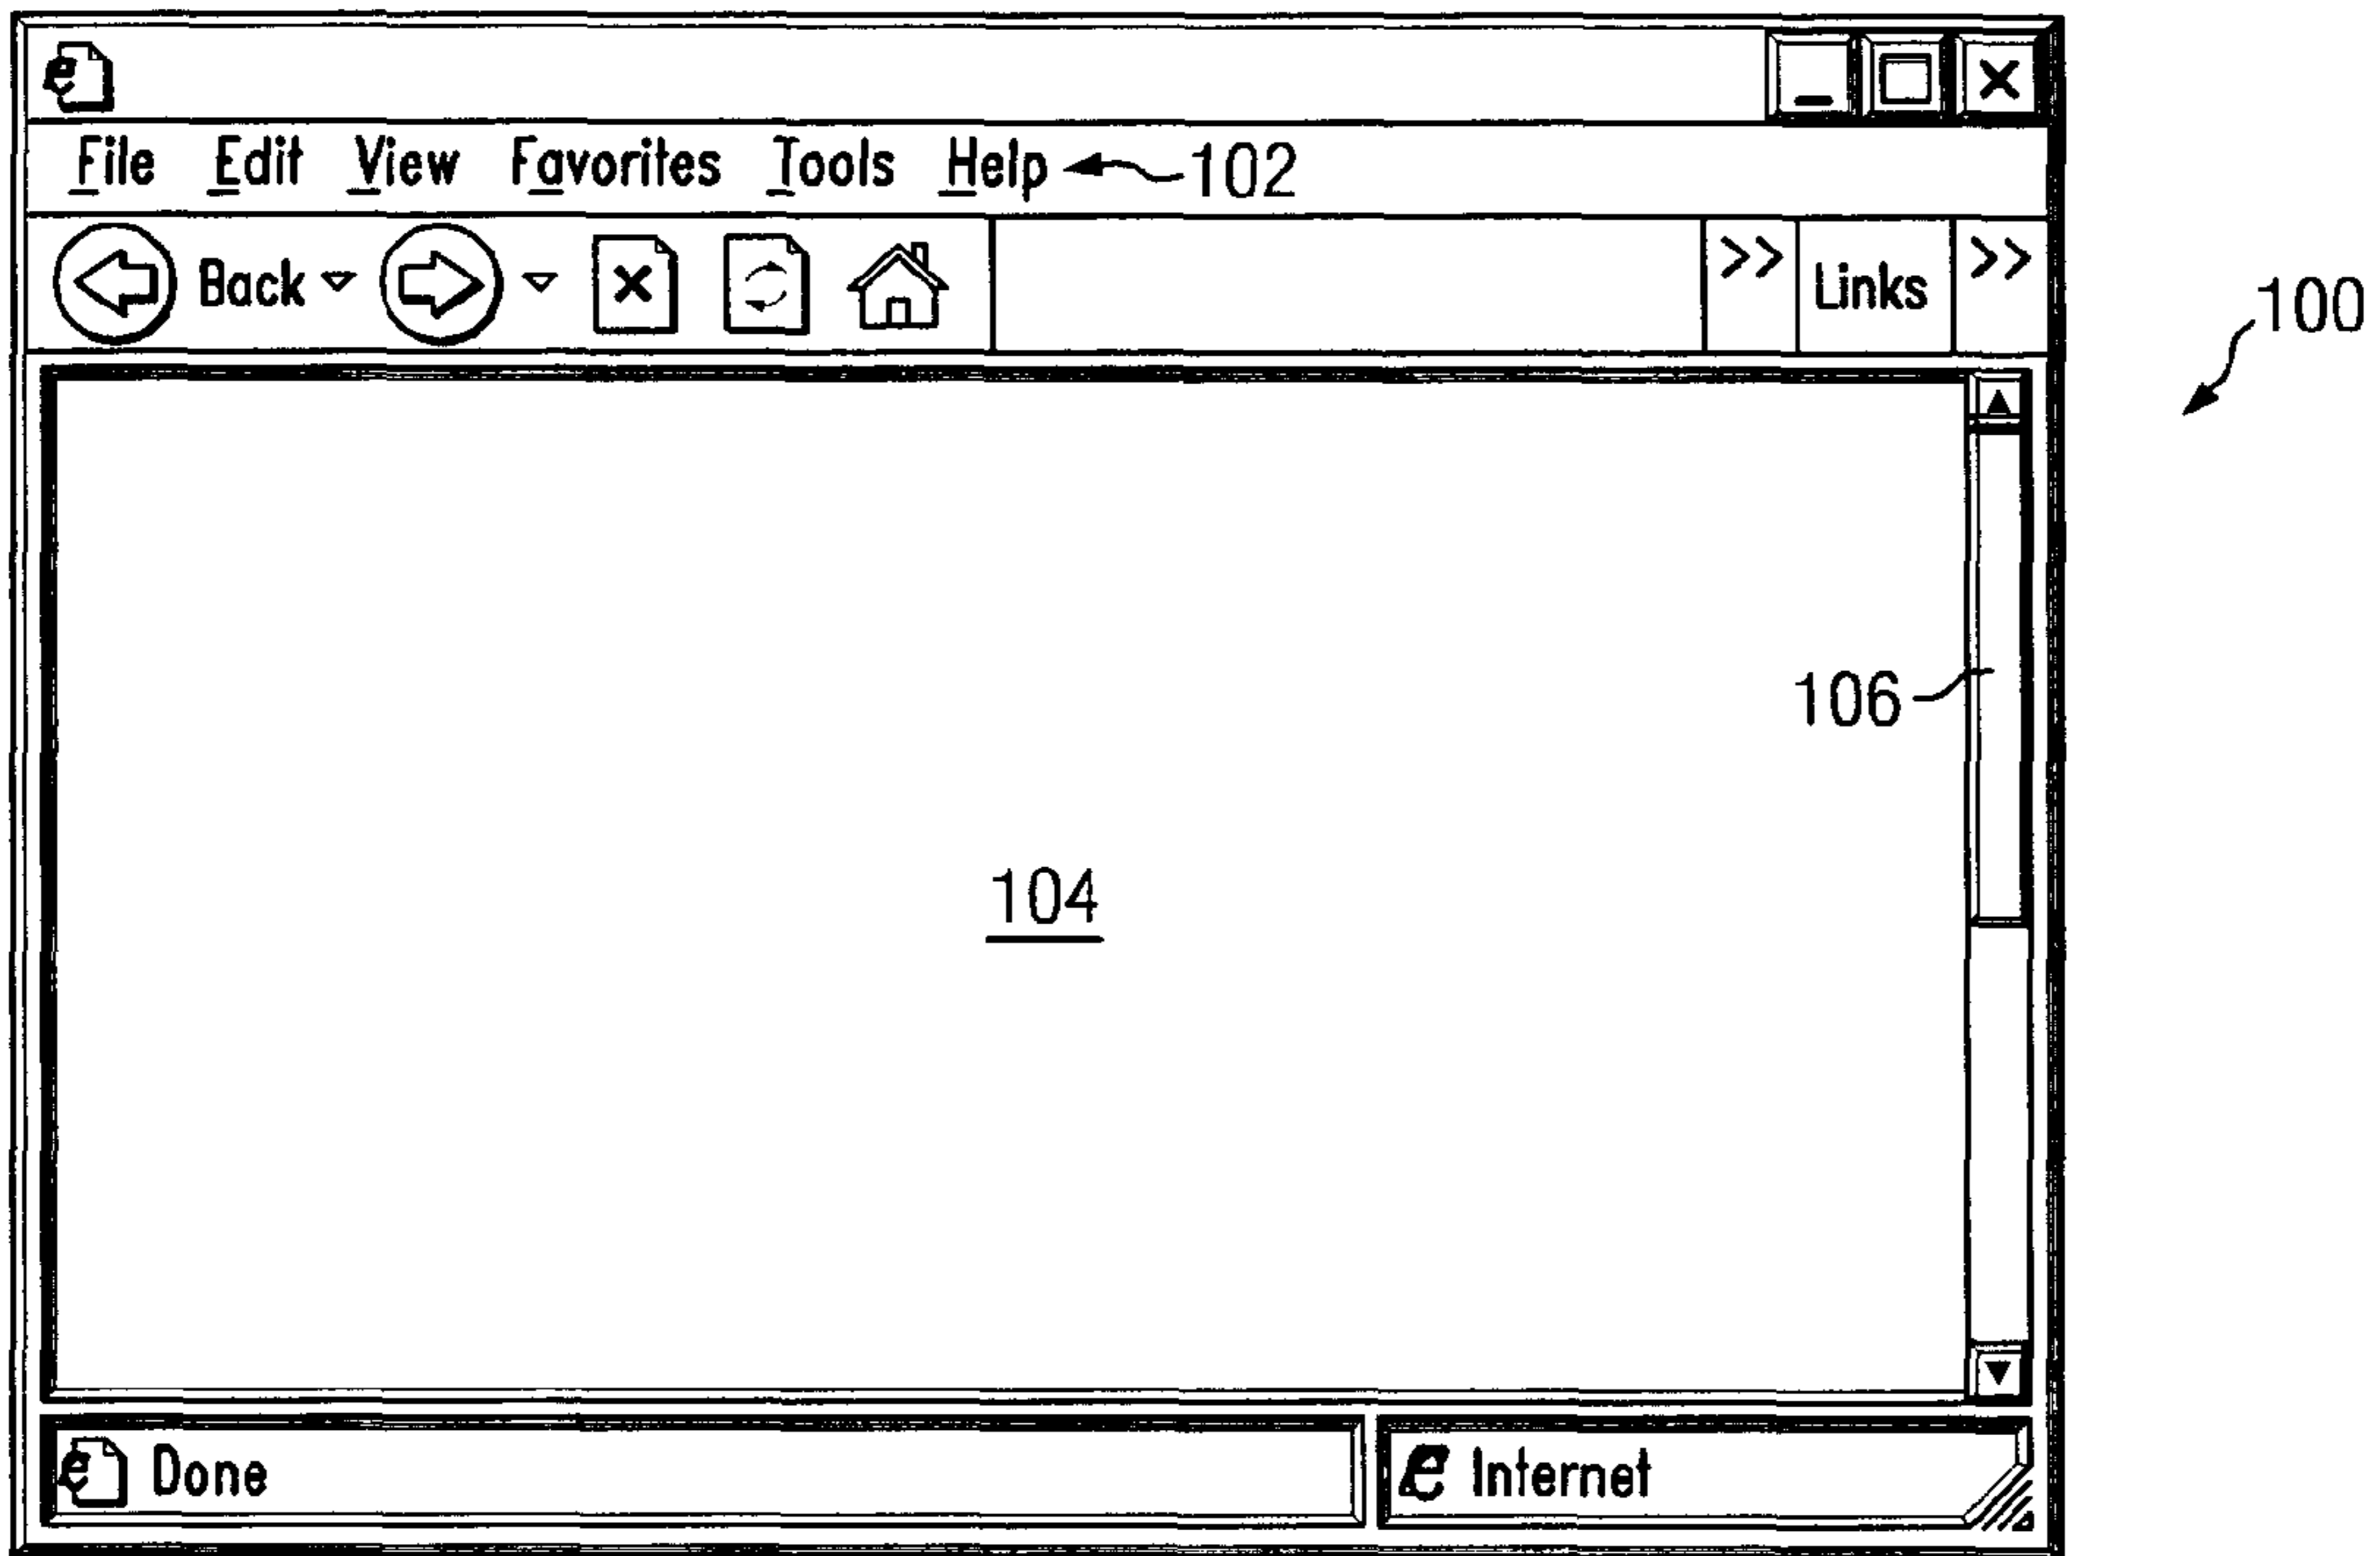 File Edit View Favorites Tools Help 102
Back >> Links >>
100
106
104
e Done e Internet